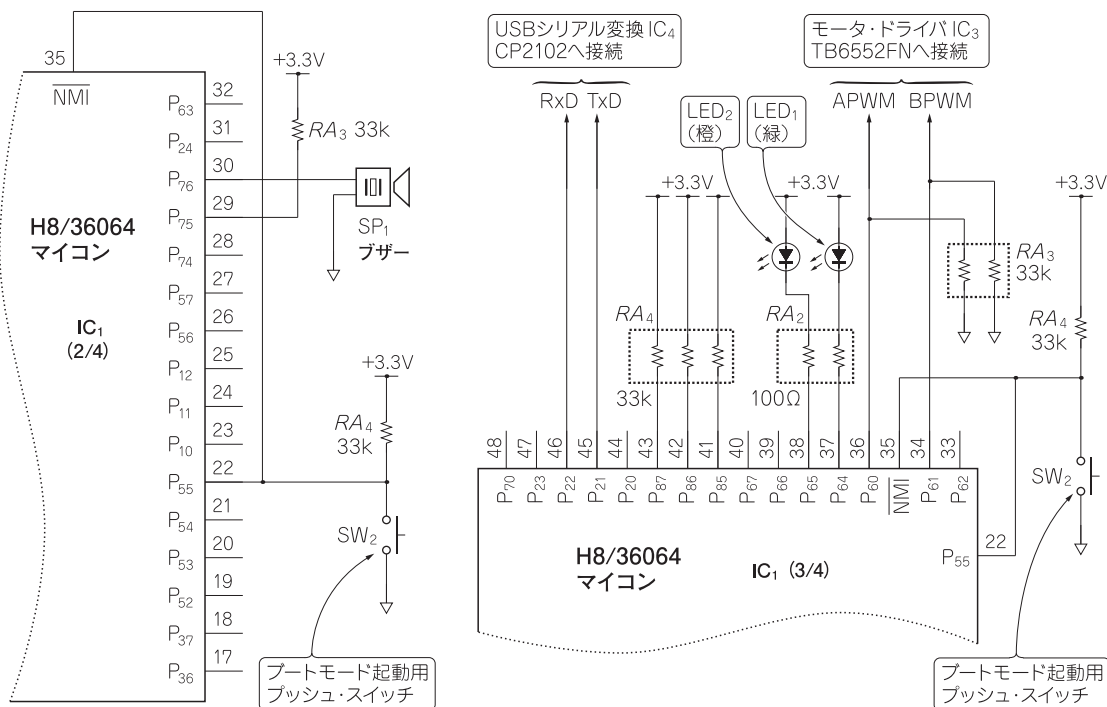 35
NMI
P63
32
P24
31
P76
30
P75
29
P74
28
P57
27
P56
26
P12
25
P11
24
P10
23
P55
22
P54
21
P53
20
P52
19
P37
18
P36
17
H8/36064
マイコン
IC1
(2/4)
+3.3V
RA3 33k
SP1
ブザー
+3.3V
RA4
33k
SW2
ブートモード起動用
プッシュ・スイッチ
USBシリアル変換IC4
CP2102へ接続
RxD TxD
モータ・ドライバIC3
TB6552FNへ接続
APWM BPWM
LED2
(橙)
LED1
(緑)
+3.3V
+3.3V
+3.3V
RA4
33k
RA2
100Ω
RA3
33k
RA4
33k
SW2
48 47 46 45 44 43 42 41 40 39 38 37 36 35 34 33
P70 P23 P22 P21 P20 P87 P86 P85 P67 P66 P65 P64 P60 NMI P61 P62
P55
22
H8/36064
マイコン
IC1 (3/4)
ブートモード起動用
プッシュ・スイッチ